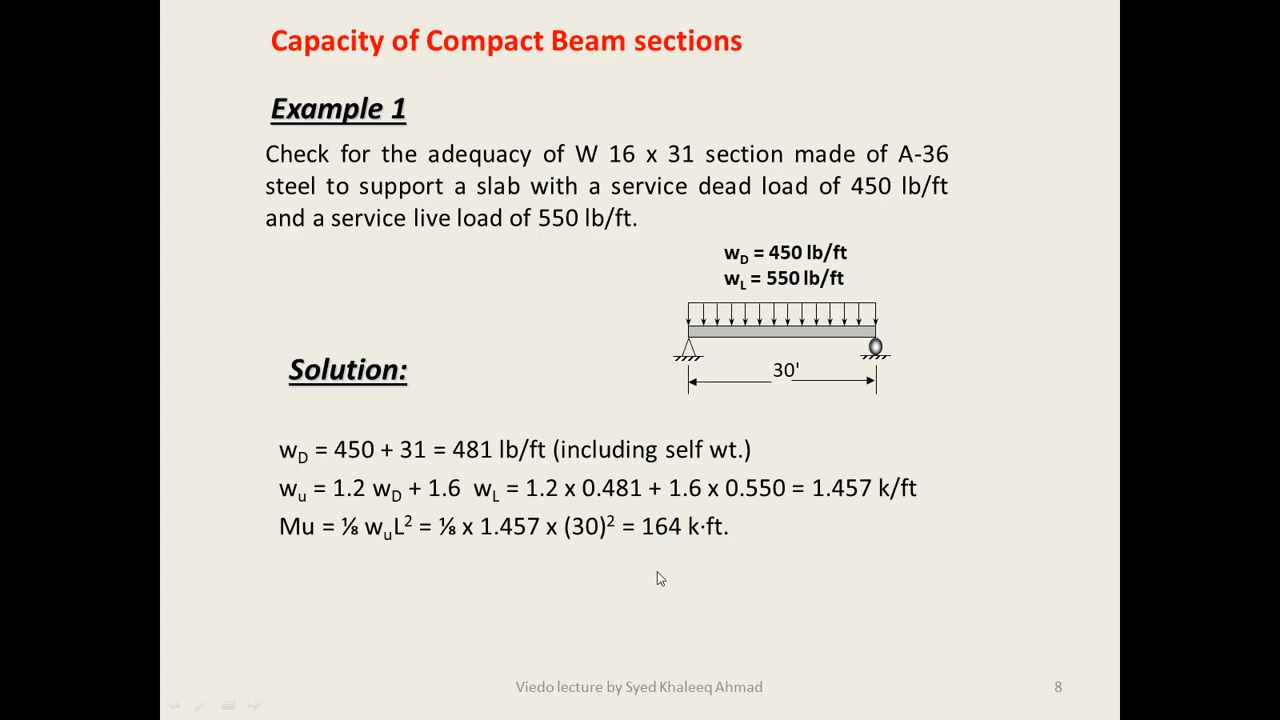 Capacity of Compact Beam sections
Example 1
Check for the adequacy of W 16 x 31 section made of A-36
steel to support a slab with a service dead load of 450 lb/ft
and a service live load of 550 lb/ft.
w_D = 450 lb/ft
w_L = 550 lb/ft
30'
Solution:
w_D = 450 + 31 = 481 lb/ft (including self wt.)
w_u = 1.2 w_D + 1.6 w_L = 1.2 x 0.481 + 1.6 x 0.550 = 1.457 k/ft
Mu = ⅛ w_uL² = ⅛ x 1.457 x (30)² = 164 k·ft.
Viedo lecture by Syed Khaleeq Ahmad
8